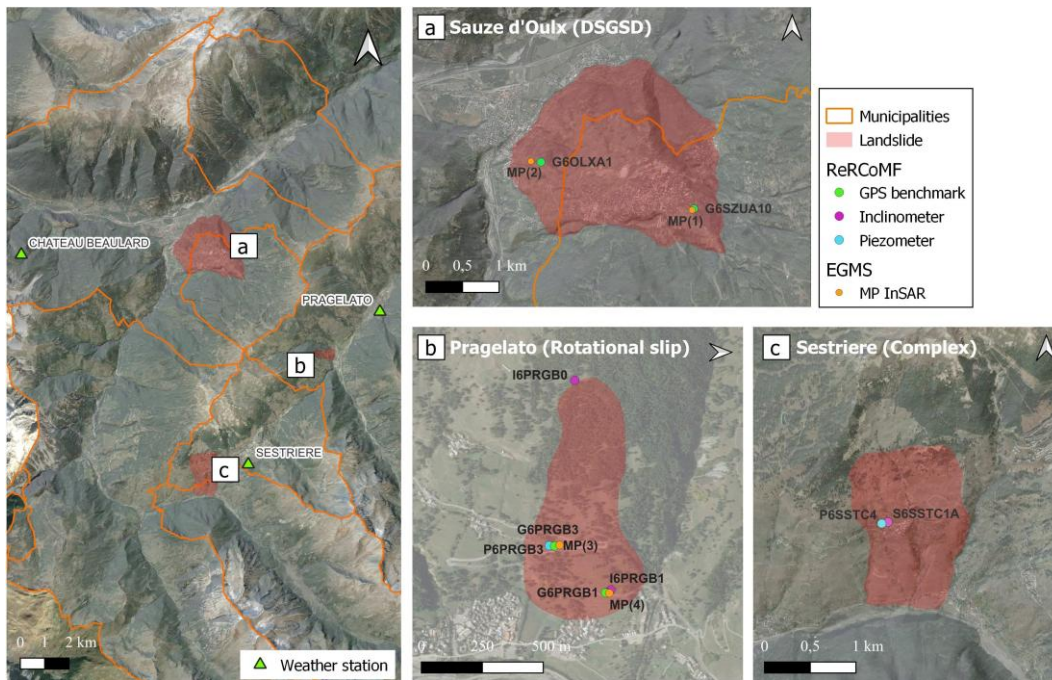 CHATEAU BEAULARD
a
PRAGELATO
b
SESTRIERE
c
0 1 2 km
Weather station
a Sauze d'Oulx (DSGSD)
G6OLXA1
MP(2)
G6SZUA10
MP(1)
0 0,5 1 km
Municipalities
Landslide
ReRCoMF
GPS benchmark
Inclinometer
Piezometer
EGMS
MP InSAR
b Pragelato (Rotational slip)
I6PRGB0
G6PRGB3
P6PRGB3 MP(3)
I6PRGB1
G6PRGB1
MP(4)
0 250 500 m
c Sestriere (Complex)
P6SSTC4 S6SSTC1A
0 0,5 1 km